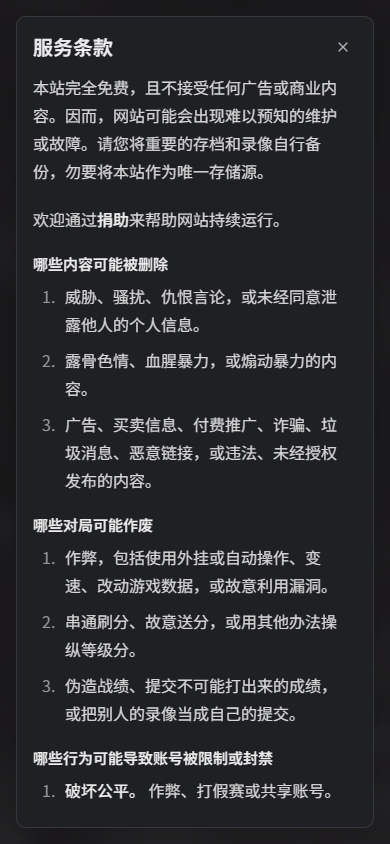 服务条款
本站完全免费，且不接受任何广告或商业内
容。因而，网站可能会出现难以预知的维护
或故障。请您将重要的存档和录像自行备
份，勿要将本站作为唯一存储源。
欢迎通过捐助来帮助网站持续运行。
哪些内容可能被删除
1. 威胁、骚扰、仇恨言论，或未经同意泄
露他人的个人信息。
2. 露骨色情、血腥暴力，或煽动暴力的内
容。
3. 广告、买卖信息、付费推广、诈骗、垃
圾消息、恶意链接，或违法、未经授权
发布的内容。
哪些对局可能作废
1. 作弊，包括使用外挂或自动操作、变
速、改动游戏数据，或故意利用漏洞。
2. 串通刷分、故意送分，或用其他办法操
纵等级分。
3. 伪造战绩、提交不可能打出来的成绩，
或把别人的录像当成自己的提交。
哪些行为可能导致账号被限制或封禁
1. 破坏公平。 作弊、打假赛或共享账号。